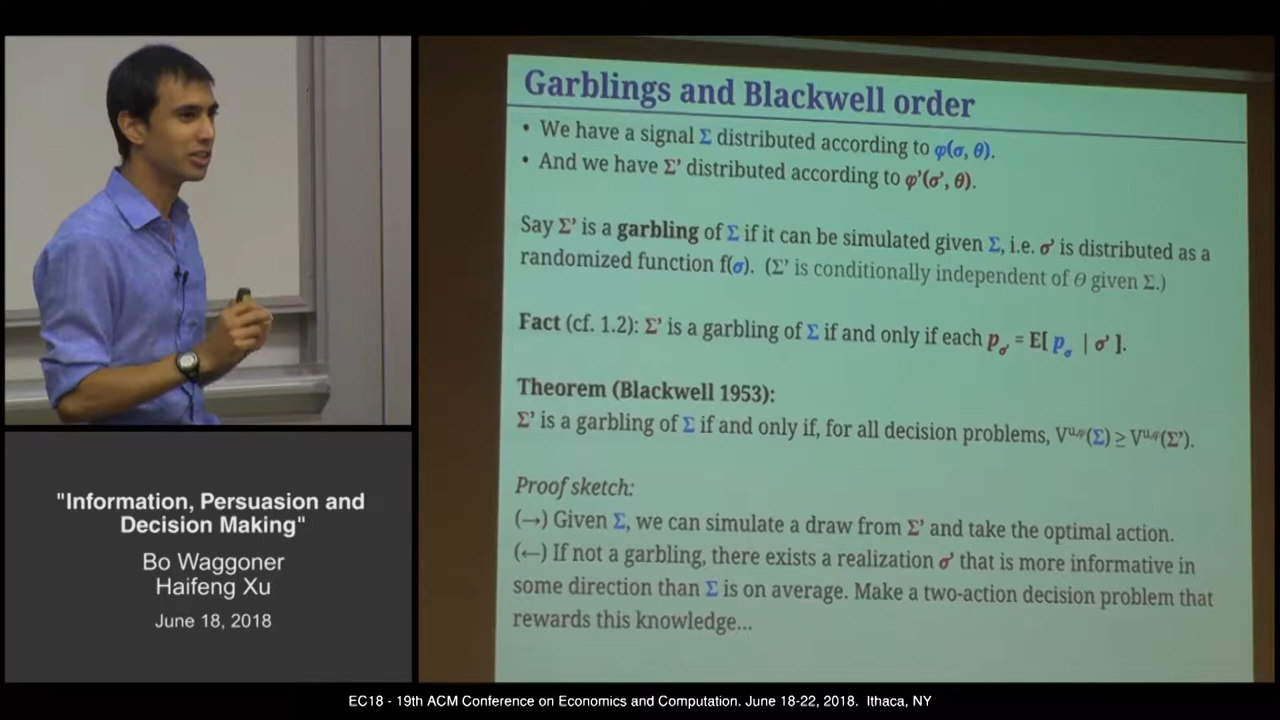 Garblings and Blackwell order
• We have a signal Σ distributed according to φ(σ, θ).
• And we have Σ' distributed according to φ'(σ', θ).
Say Σ' is a garbling of Σ if it can be simulated given Σ, i.e. σ' is distributed as a
randomized function f(σ). (Σ' is conditionally independent of Θ given Σ.)
Fact (cf. 1.2): Σ' is a garbling of Σ if and only if each pσ' = E[ pσ | σ' ].
Theorem (Blackwell 1953):
Σ' is a garbling of Σ if and only if, for all decision problems, V(Σ) ≥ V(Σ').
Proof sketch:
(→) Given Σ, we can simulate a draw from Σ' and take the optimal action.
(←) If not a garbling, there exists a realization σ' that is more informative in
some direction than Σ is on average. Make a two-action decision problem that
rewards this knowledge...
"Information, Persuasion and
Decision Making"
Bo Waggoner
Haifeng Xu
June 18, 2018
EC18 - 19th ACM Conference on Economics and Computation. June 18-22, 2018. Ithaca, NY